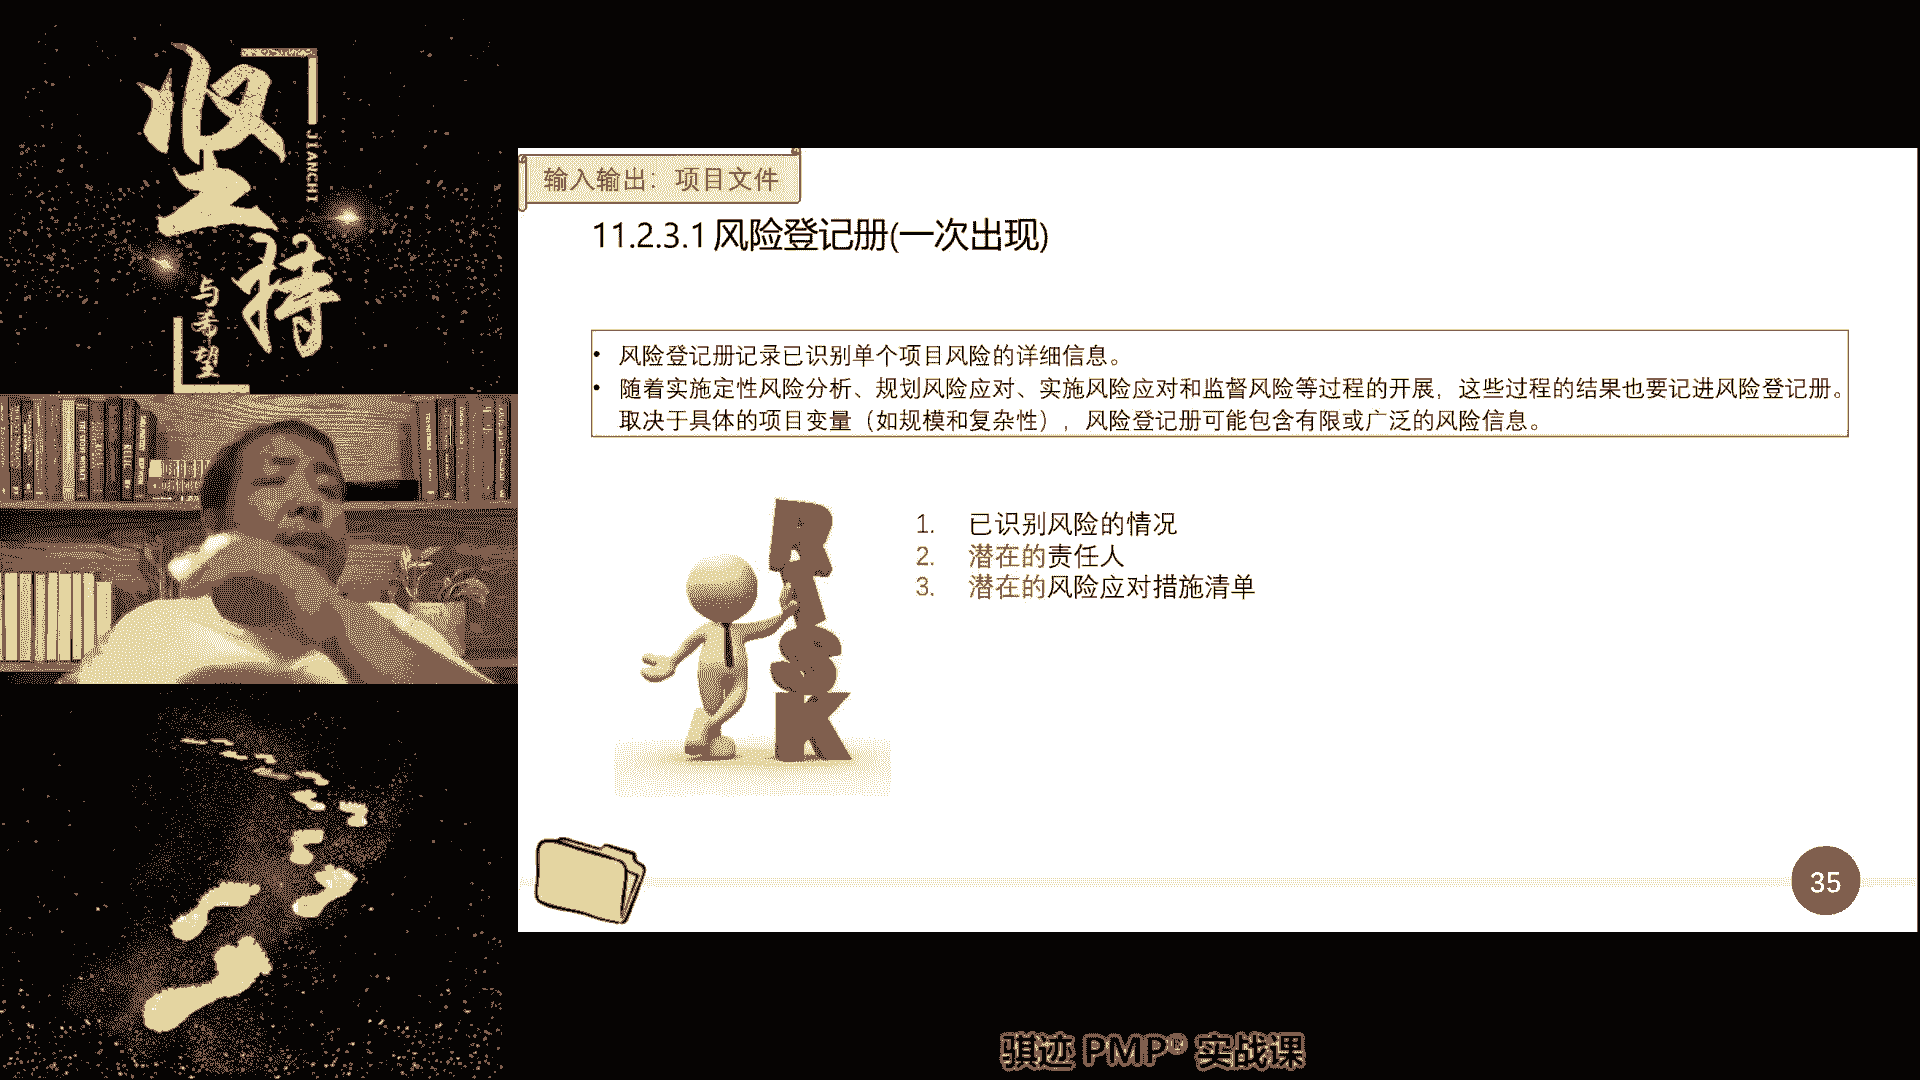 坚持
JIANCHI
与希望
输入输出：项目文件
11.2.3.1 风险登记册(一次出现)
• 风险登记册记录已识别单个项目风险的详细信息。
• 随着实施定性风险分析、规划风险应对、实施风险应对和监督风险等过程的开展，这些过程的结果也要记进风险登记册。
取决于具体的项目变量（如规模和复杂性），风险登记册可能包含有限或广泛的风险信息。
1. 已识别风险的情况
2. 潜在的责任人
3. 潜在的风险应对措施清单
RISK
35
骐迹 PMP® 实战课